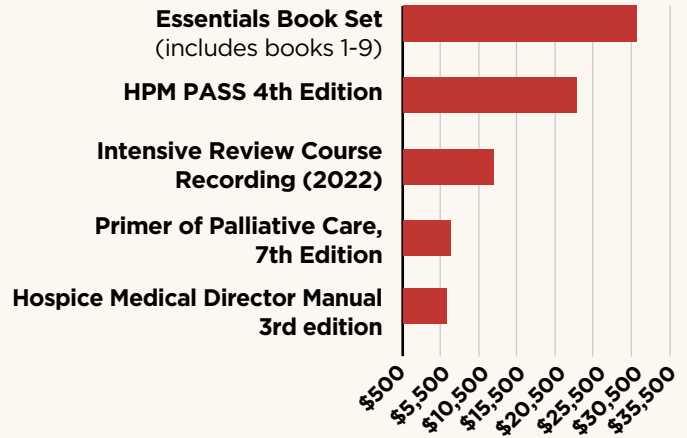 Essentials Book Set
(includes books 1-9)
HPM PASS 4th Edition
Intensive Review Course
Recording (2022)
Primer of Palliative Care,
7th Edition
Hospice Medical Director Manual
3rd edition
$500
$5,500
$10,500
$15,500
$20,500
$25,500
$30,500
$35,500